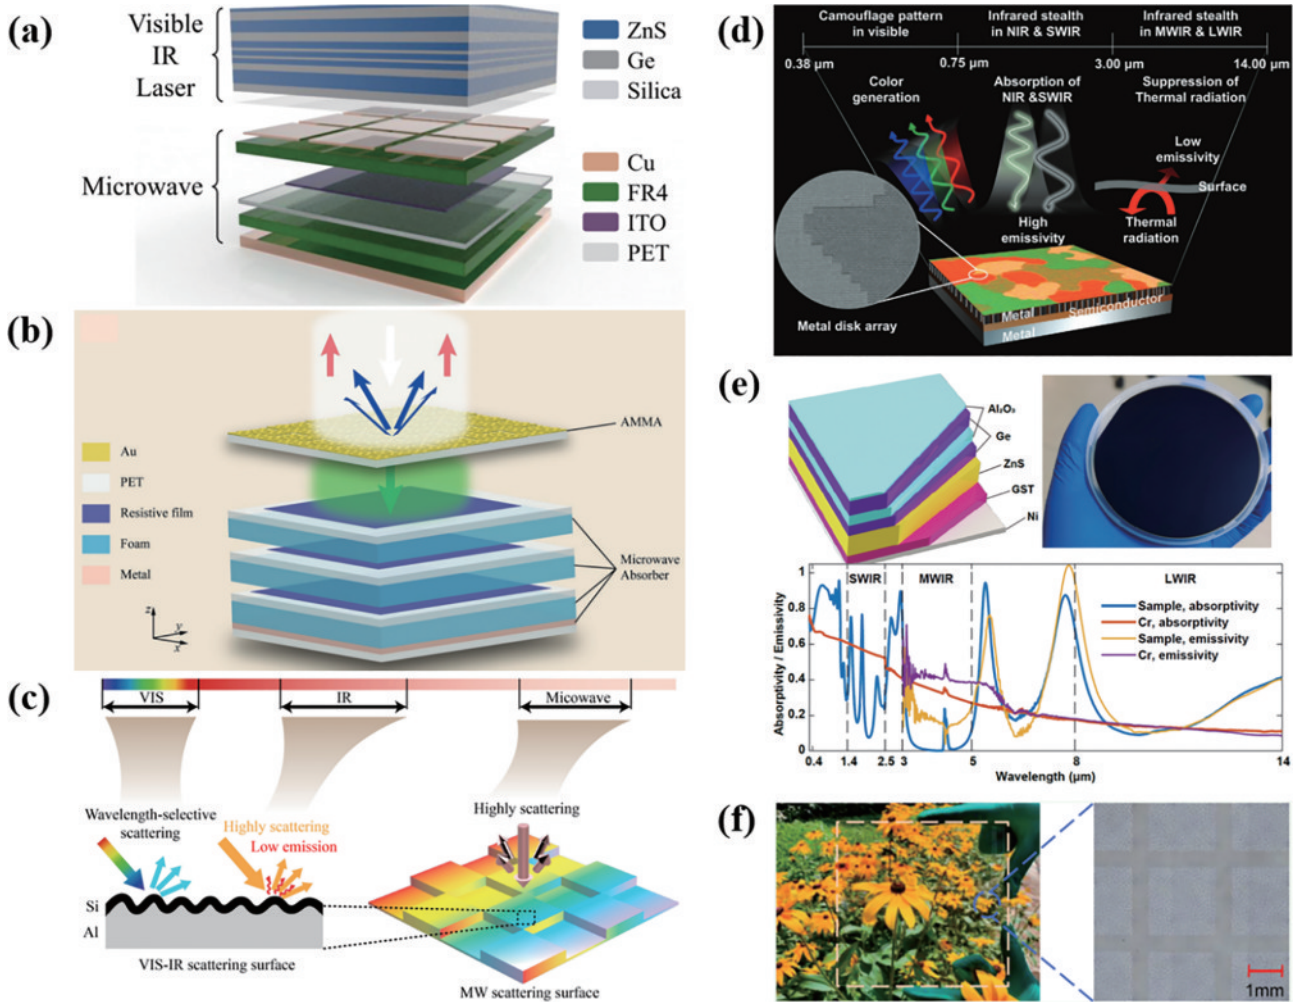 (a)
Visible
IR
Laser
Microwave
ZnS
Ge
Silica
Cu
FR4
ITO
PET
(b)
Au
PET
Resistive film
Foam
Metal
AMMA
Microwave
Absorber
z
y
x
(c)
VIS
IR
Micowave
Wavelength-selective
scattering
Highly scattering
Low emission
Si
Al
VIS-IR scattering surface
Highly scattering
MW scattering surface
(d)
Camouflage pattern
in visible
Infrared stealth
in NIR & SWIR
Infrared stealth
in MWIR & LWIR
0.38 μm
0.75 μm
3.00 μm
14.00 μm
Color
generation
Absorption of
NIR &SWIR
Suppression of
Thermal radiation
Low
emissivity
Surface
High
emissivity
Thermal
radiation
Metal disk array
Metal
Semiconductor
Metal
(e)
Al₂O₃
Ge
ZnS
GST
Ni
SWIR
MWIR
LWIR
Sample, absorptivity
Cr, absorptivity
Sample, emissivity
Cr, emissivity
Absorptivity / Emissivity
1
0.8
0.6
0.4
0.2
0
0.4
1.4
2.5
3
5
8
14
Wavelength (μm)
(f)
1mm